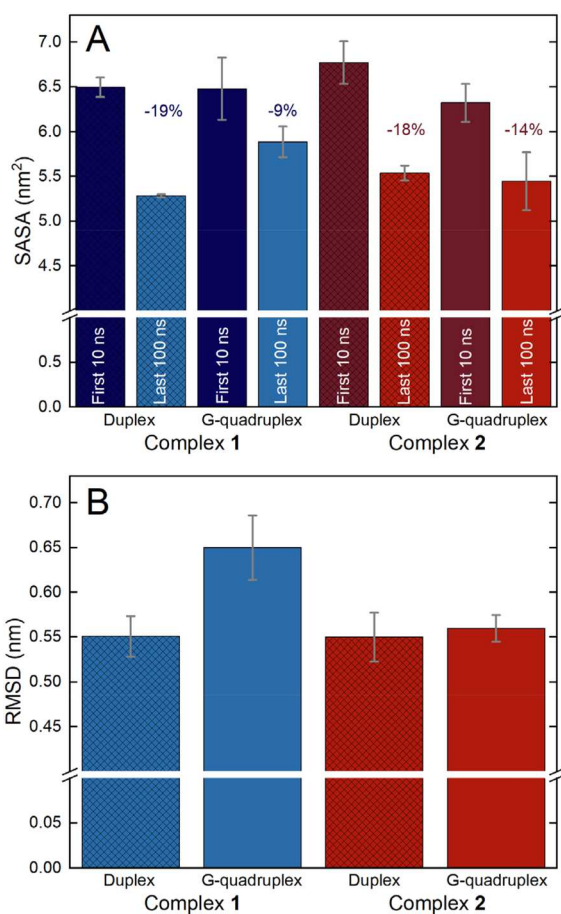 A
7.0
6.5
6.0
5.5
5.0
4.5
0.5
0.0
SASA (nm²)
-19%
-9%
-18%
-14%
First 10 ns
Last 100 ns
First 10 ns
Last 100 ns
First 10 ns
Last 100 ns
First 10 ns
Last 100 ns
Duplex G-quadruplex Duplex G-quadruplex
Complex 1 Complex 2
B
0.70
0.65
0.60
0.55
0.50
0.45
0.05
0.00
RMSD (nm)
Duplex G-quadruplex Duplex G-quadruplex
Complex 1 Complex 2